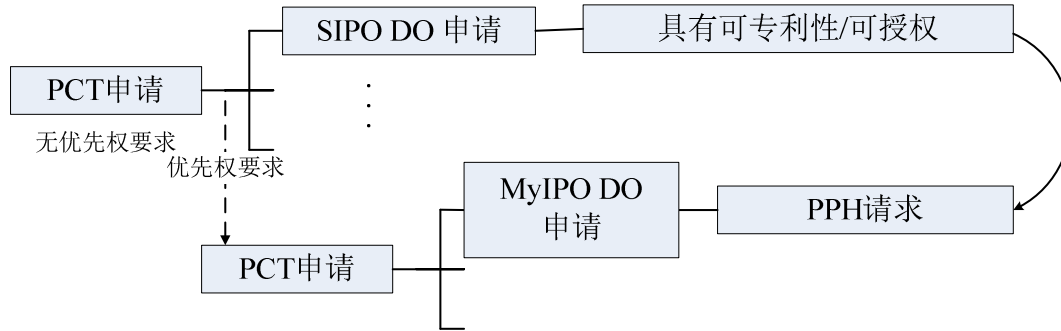 SIPO DO 申请
具有可专利性/可授权
PCT申请
无优先权要求
优先权要求
MyIPO DO
申请
PPH请求
PCT申请